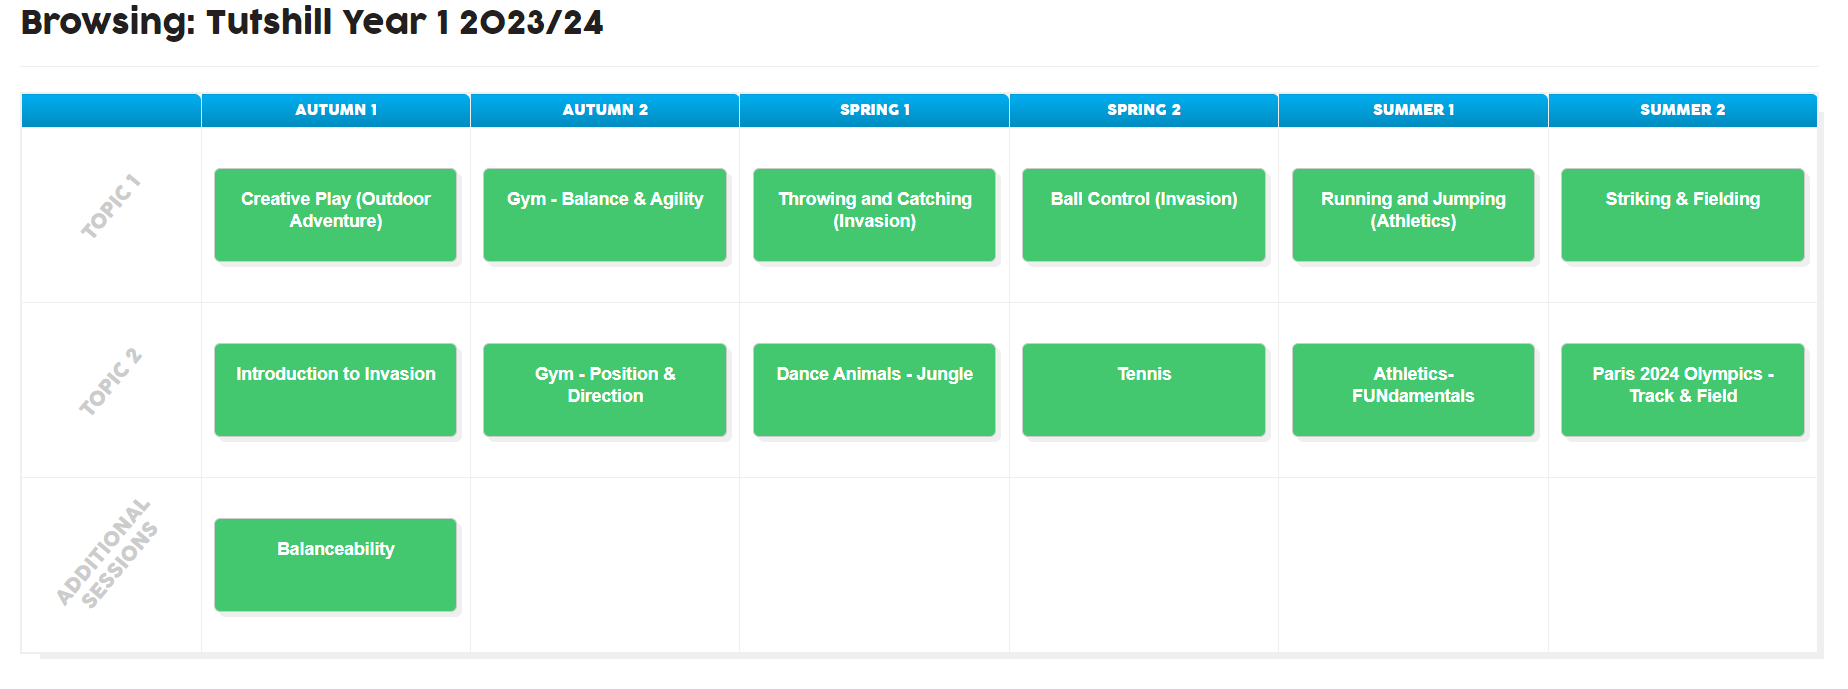 Browsing: Tutshill Year 1 2023/24
AUTUMN 1
AUTUMN 2
SPRING 1
SPRING 2
SUMMER 1
SUMMER 2
TOPIC 1
Creative Play (Outdoor
Adventure)
Gym - Balance & Agility
Throwing and Catching
(Invasion)
Ball Control (Invasion)
Running and Jumping
(Athletics)
Striking & Fielding
TOPIC 2
Introduction to Invasion
Gym - Position &
Direction
Dance Animals - Jungle
Tennis
Athletics-
FUNdamentals
Paris 2024 Olympics -
Track & Field
ADDITIONAL
SESSIONS
Balanceability